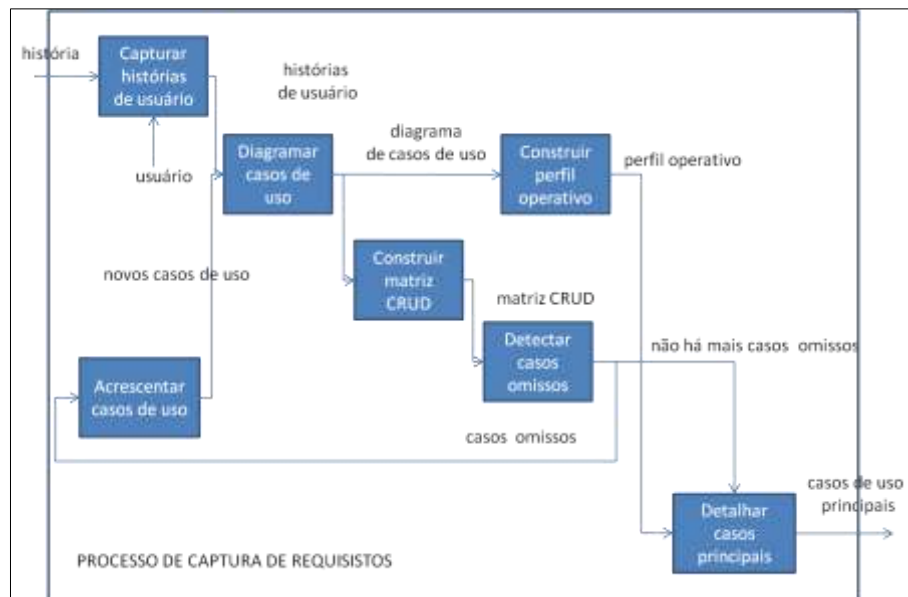 história
Capturar
histórias
de usuário
histórias
de usuário
usuário
Diagramar
casos de
uso
diagrama
de casos de uso
Construir
perfil
operativo
perfil operativo
novos casos de uso
Construir
matriz
CRUD
matriz CRUD
Detectar
casos
omissos
não há mais casos omissos
Acrescentar
casos de uso
casos omissos
casos de uso
principais
Detalhar
casos
principais
PROCESSO DE CAPTURA DE REQUISISTOS